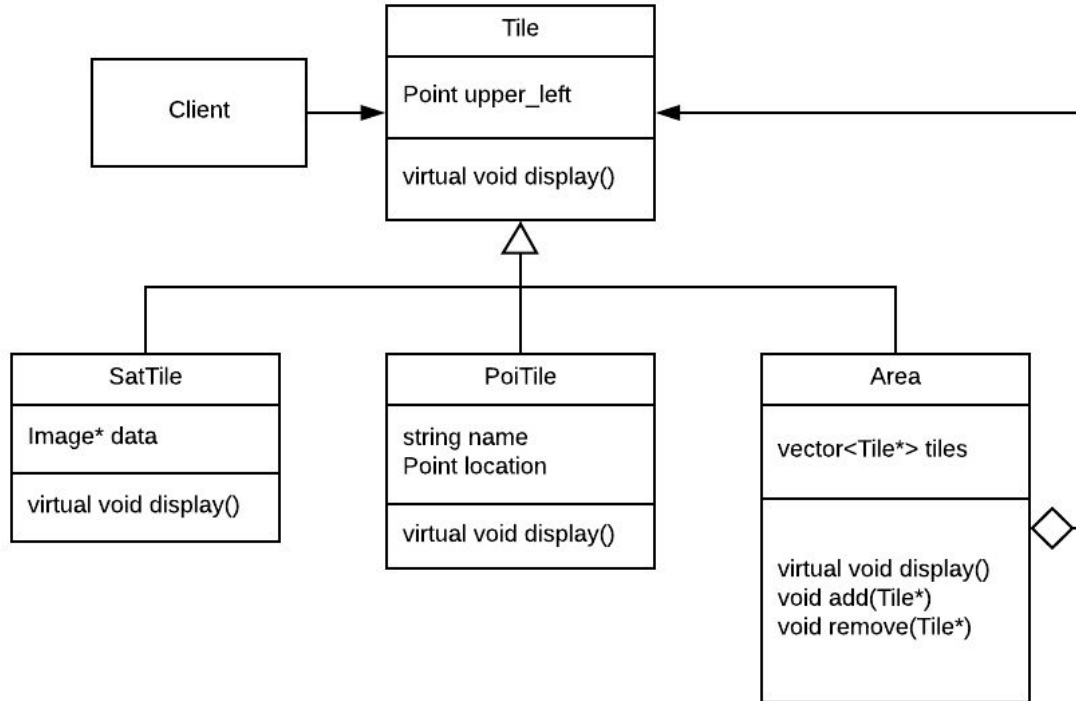 Tile
Client
Point upper_left
virtual void display()
SatTile
Image* data
virtual void display()
PoiTile
string name
Point location
virtual void display()
Area
vector<Tile*> tiles
virtual void display()
void add(Tile*)
void remove(Tile*)